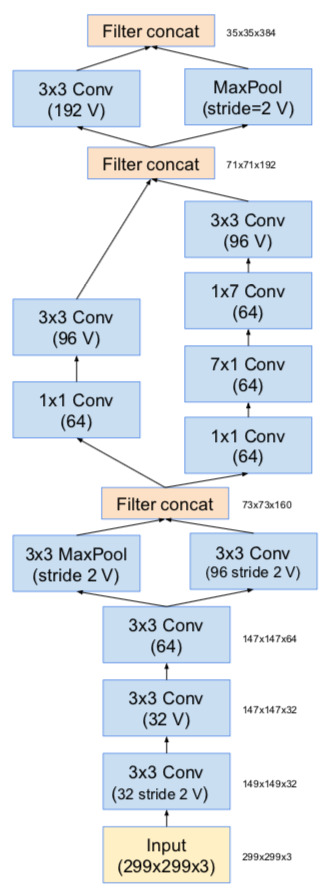 Filter concat
35x35x384
3x3 Conv
(192 V)
MaxPool
(stride=2 V)
Filter concat
71x71x192
3x3 Conv
(96 V)
1x7 Conv
(64)
3x3 Conv
(96 V)
7x1 Conv
(64)
1x1 Conv
(64)
1x1 Conv
(64)
Filter concat
73x73x160
3x3 MaxPool
(stride 2 V)
3x3 Conv
(96 stride 2 V)
3x3 Conv
(64)
147x147x64
3x3 Conv
(32 V)
147x147x32
3x3 Conv
(32 stride 2 V)
149x149x32
Input
(299x299x3)
299x299x3